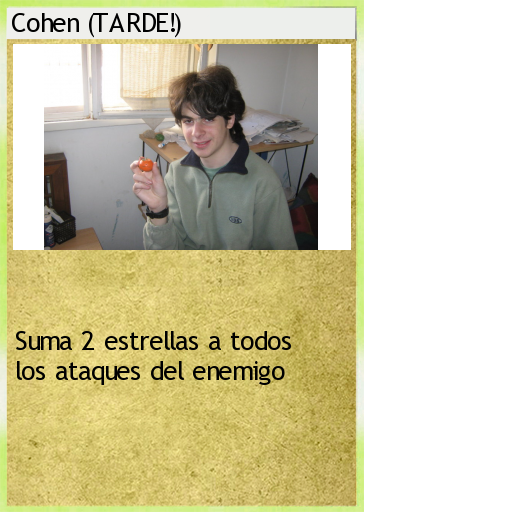 Cohen (TARDE!)
Suma 2 estrellas a todos
los ataques del enemigo